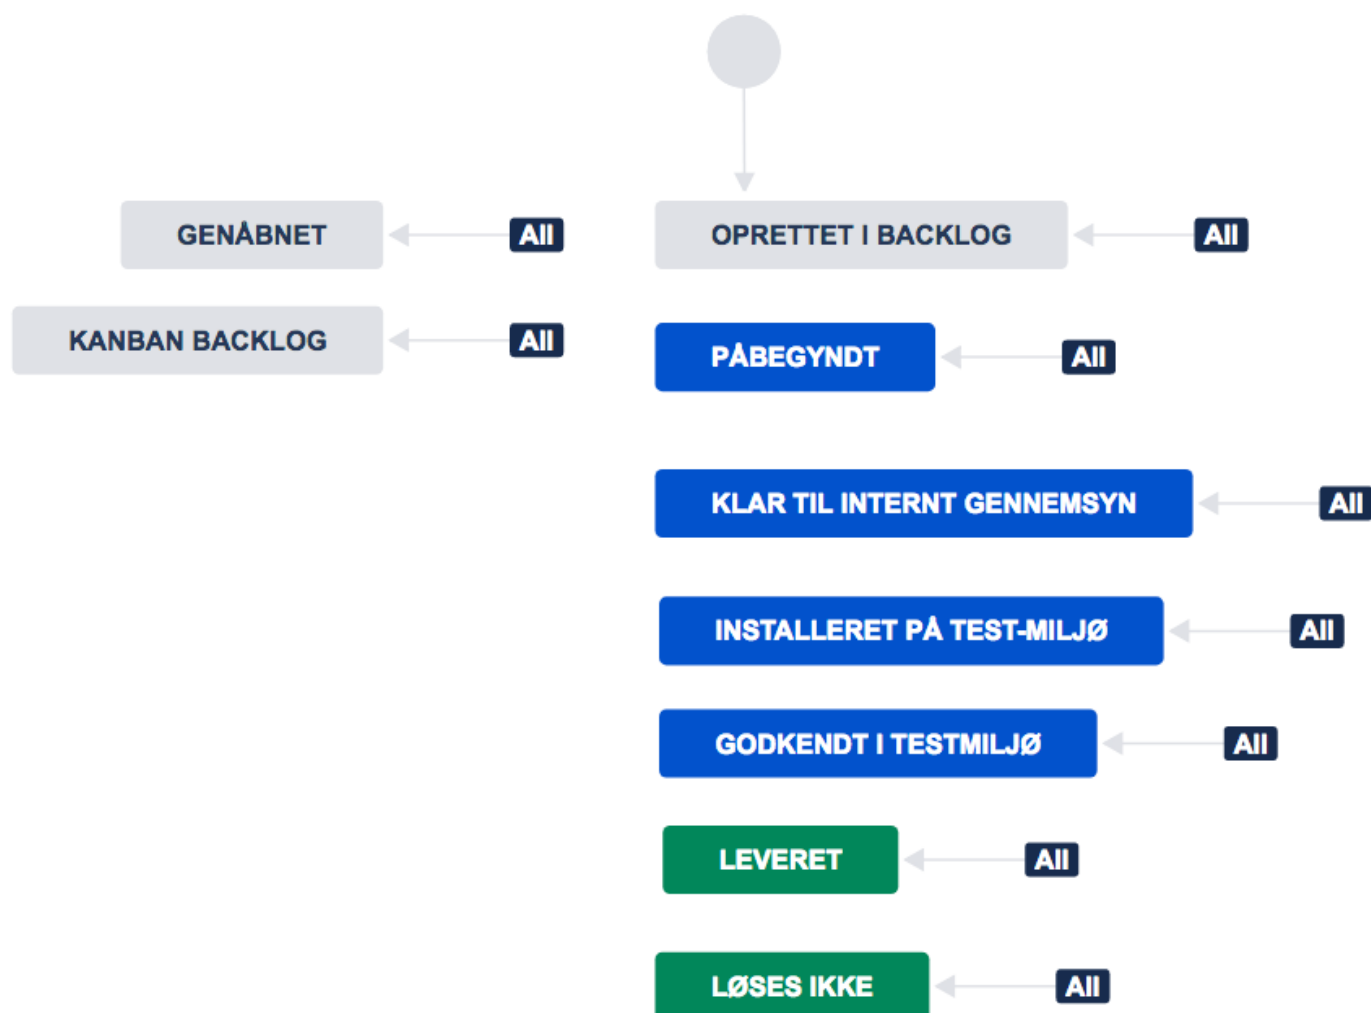 GENÅBNET
All
OPRETTET I BACKLOG
All
KANBAN BACKLOG
All
PÅBEGYNDT
All
KLAR TIL INTERNT GENNEMSYN
All
INSTALLERET PÅ TEST-MILJØ
All
GODKENDT I TESTMILJØ
All
LEVERET
All
LØSES IKKE
All